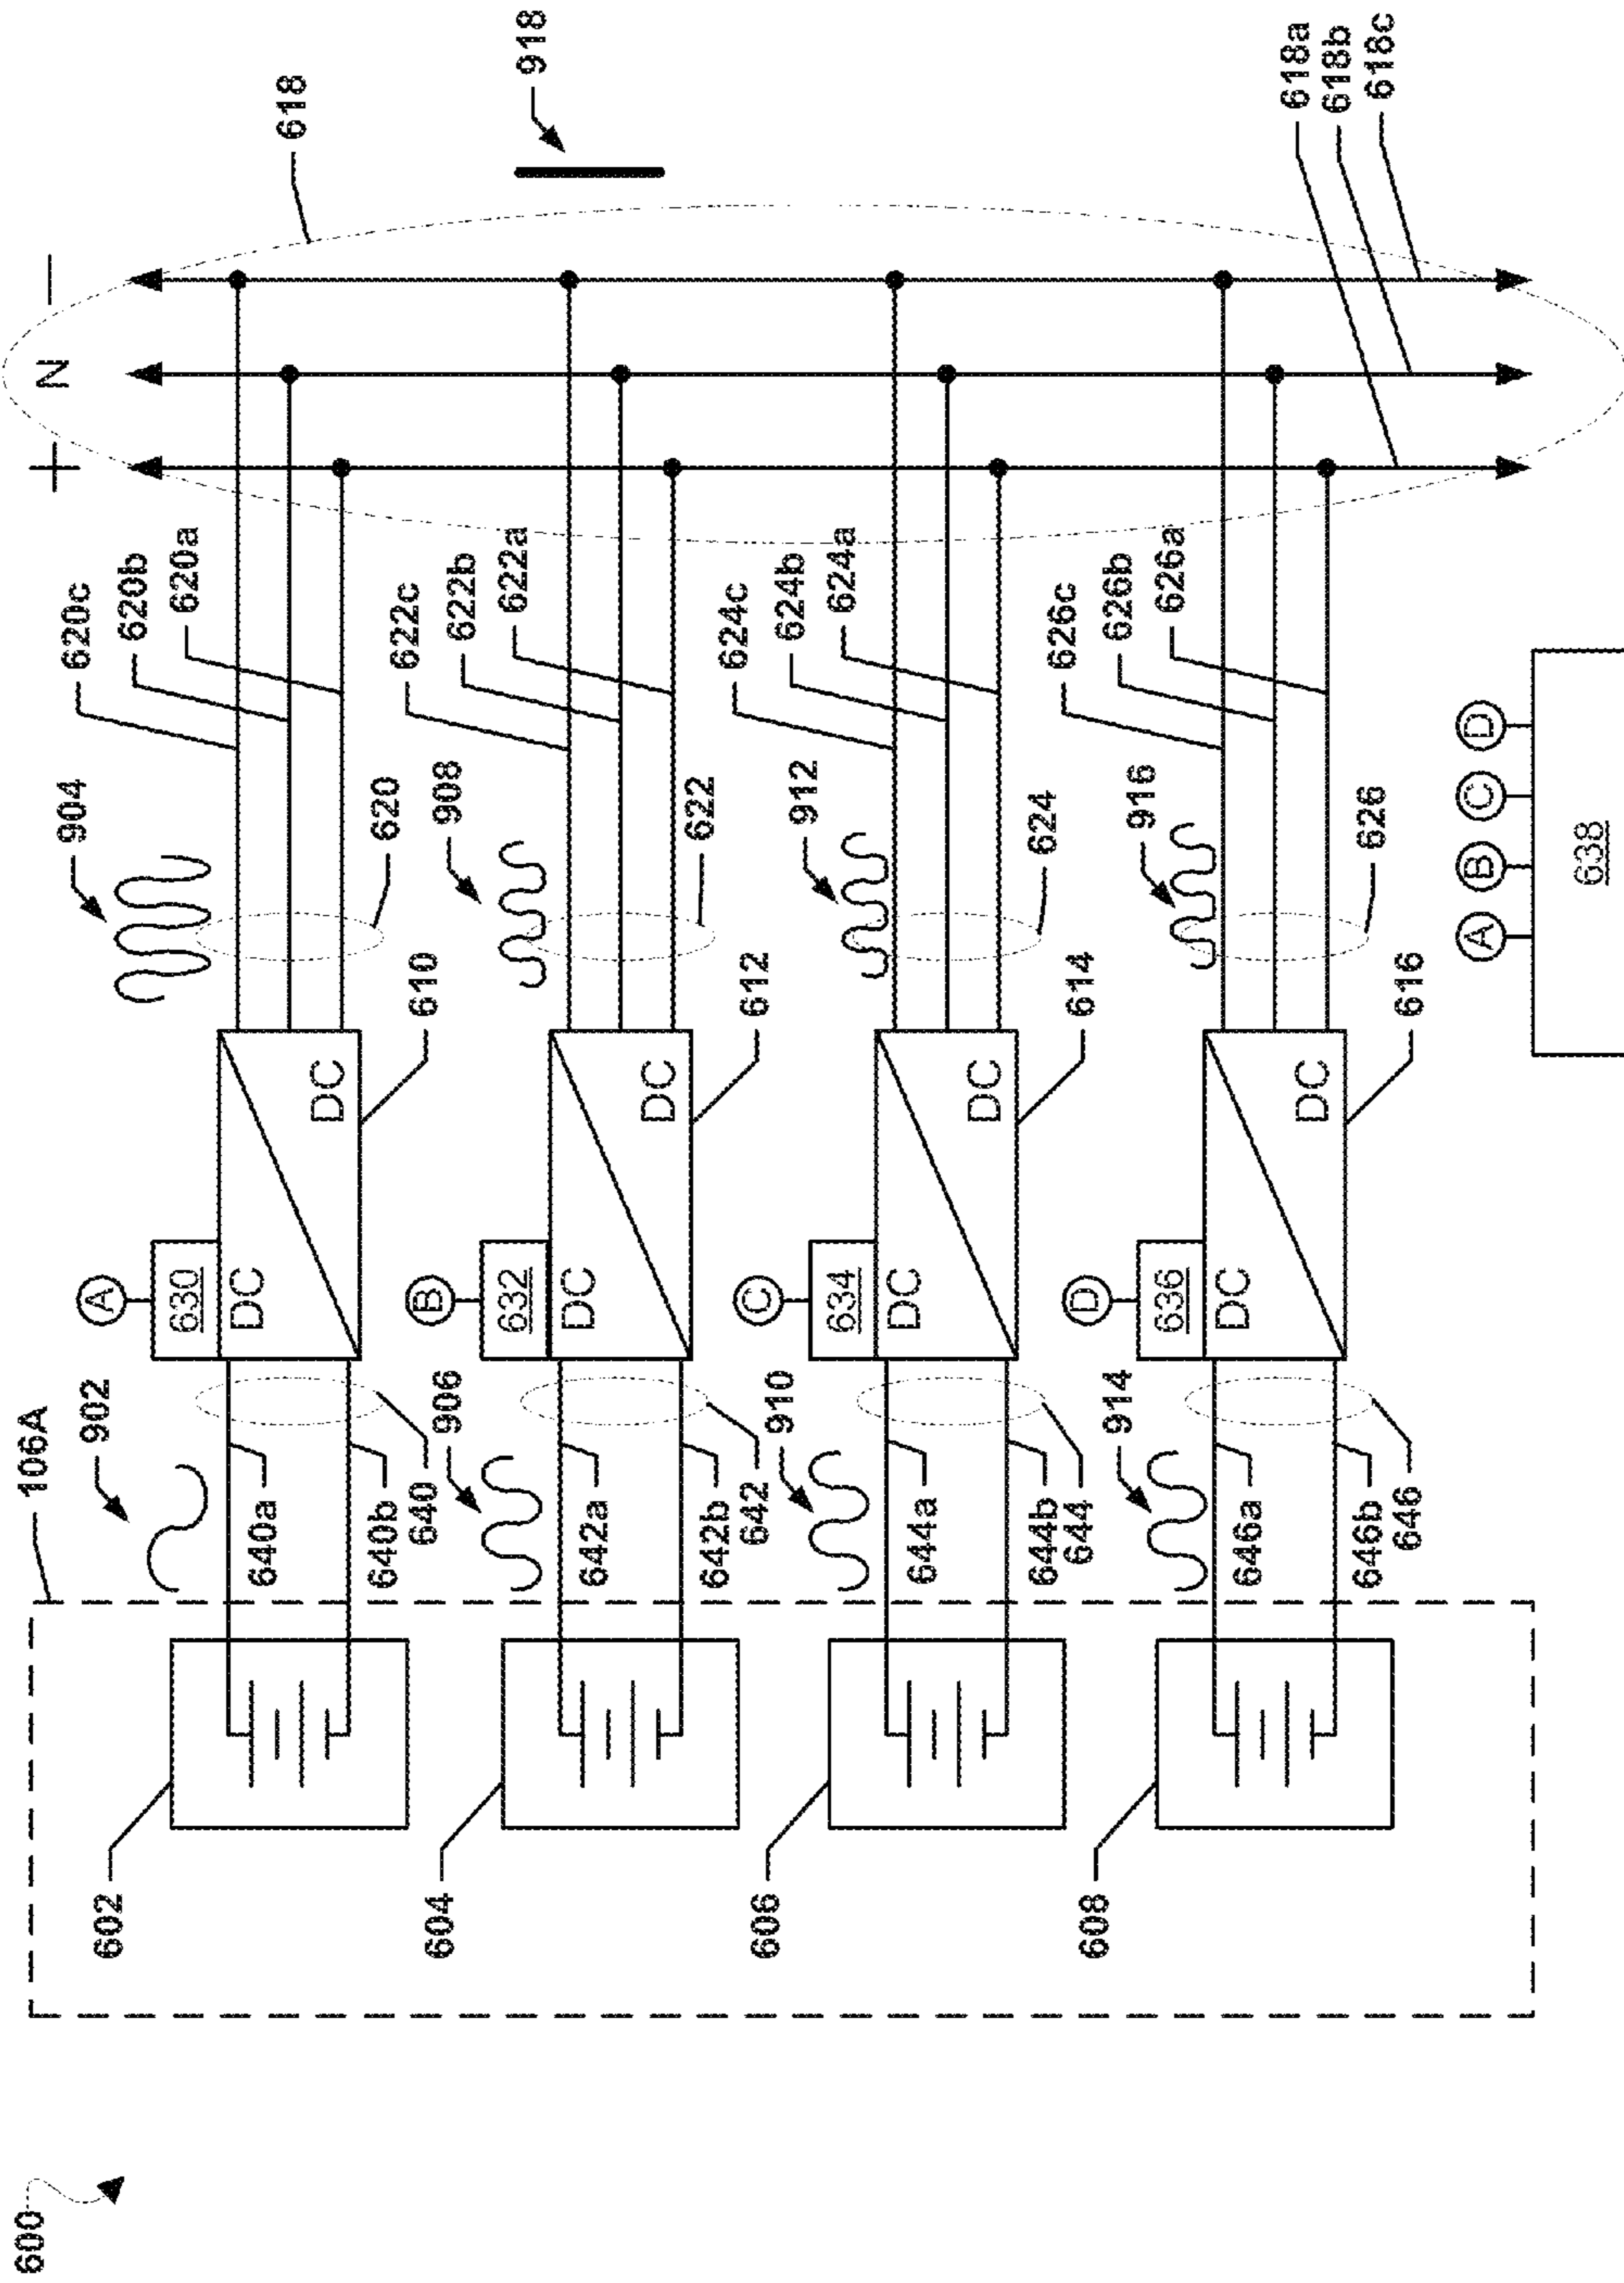 600
106A
602
604
606
608
902
640a
640b
640
906
642a
642b
642
910
644a
644b
644
914
646a
646b
646
A
630
DC
DC
610
B
632
DC
DC
612
C
634
DC
DC
614
D
636
DC
DC
616
904
620
620c
620b
620a
908
622
622c
622b
622a
912
624
624c
624b
624a
916
626
626c
626b
626a
+
N
—
618
918
618a
618b
618c
A B C D
638